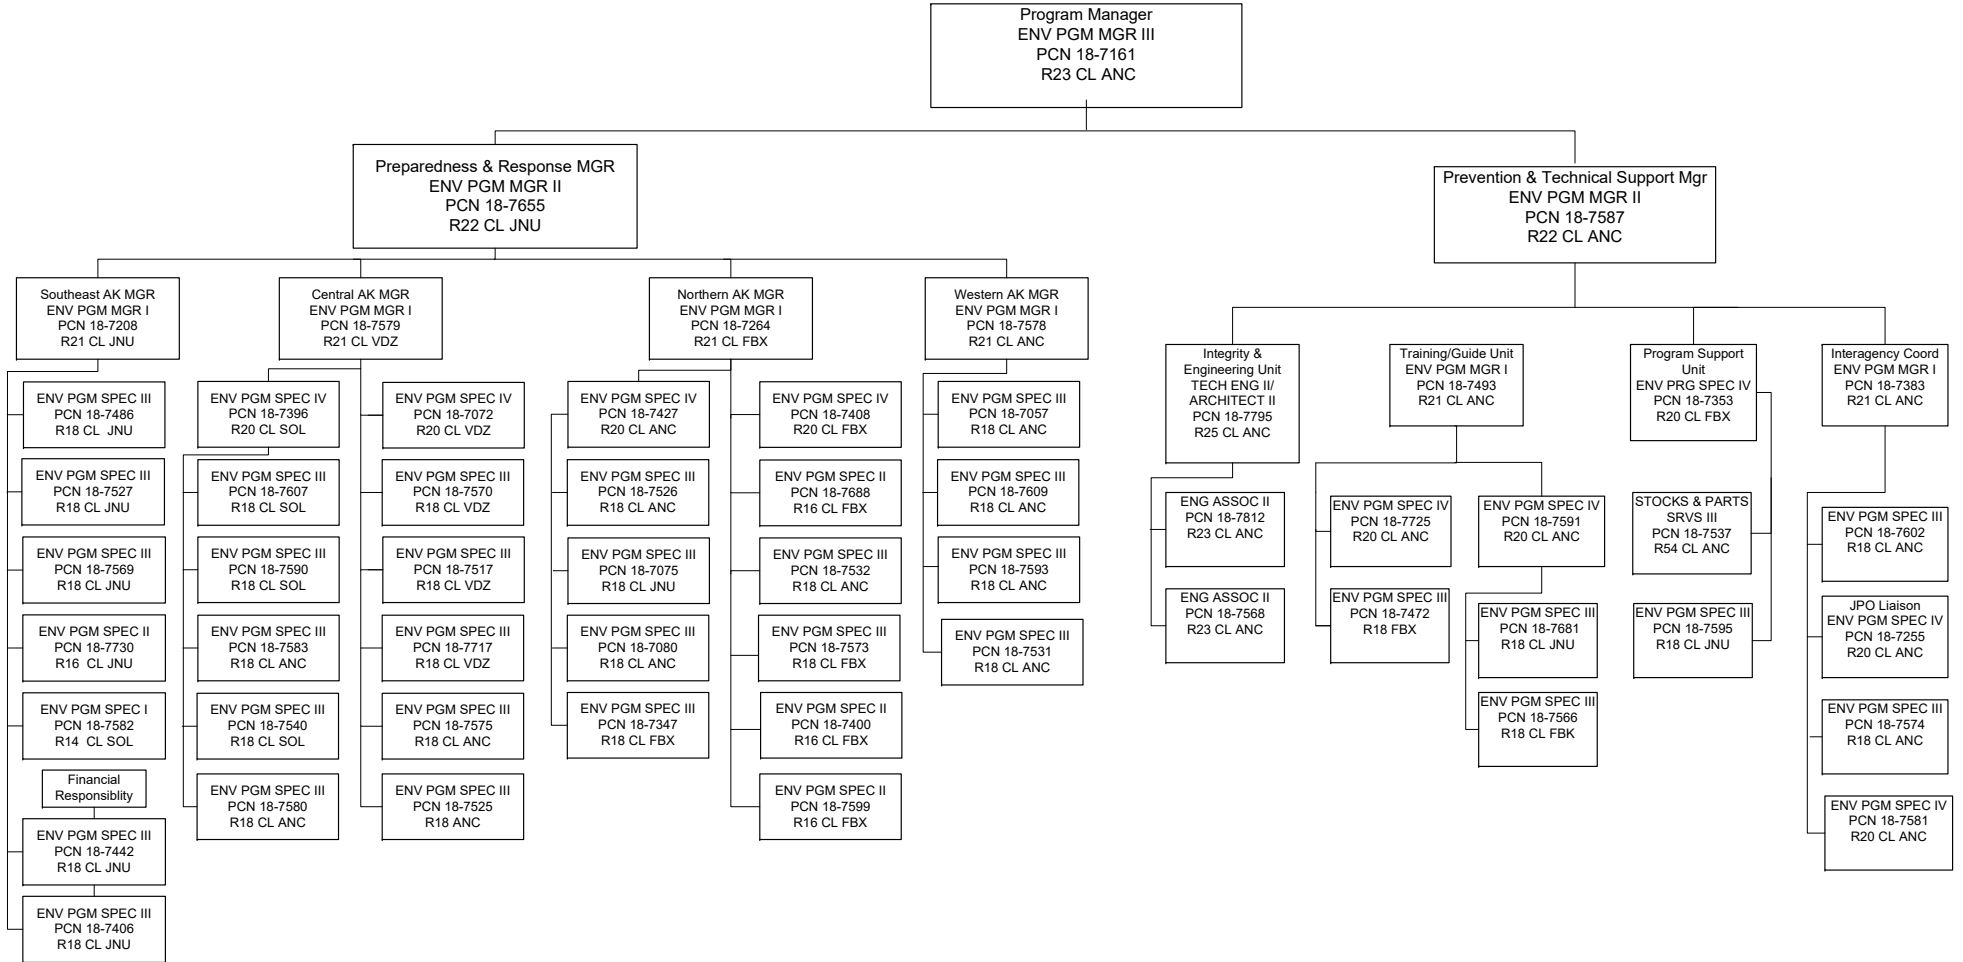 Program Manager
ENV PGM MGR III
PCN 18-7161
R23 CL ANC
Preparedness & Response MGR
ENV PGM MGR II
PCN 18-7655
R22 CL JNU
Prevention & Technical Support Mgr
ENV PGM MGR II
PCN 18-7587
R22 CL ANC
Southeast AK MGR
ENV PGM MGR I
PCN 18-7208
R21 CL JNU
ENV PGM SPEC III
PCN 18-7486
R18 CL JNU
ENV PGM SPEC III
PCN 18-7527
R18 CL JNU
ENV PGM SPEC III
PCN 18-7569
R18 CL JNU
ENV PGM SPEC II
PCN 18-7730
R16 CL JNU
ENV PGM SPEC I
PCN 18-7582
R14 CL SOL
Financial
Responsiblity
ENV PGM SPEC III
PCN 18-7442
R18 CL JNU
ENV PGM SPEC III
PCN 18-7406
R18 CL JNU
Central AK MGR
ENV PGM MGR I
PCN 18-7579
R21 CL VDZ
ENV PGM SPEC IV
PCN 18-7396
R20 CL SOL
ENV PGM SPEC III
PCN 18-7607
R18 CL SOL
ENV PGM SPEC III
PCN 18-7590
R18 CL SOL
ENV PGM SPEC III
PCN 18-7583
R18 CL ANC
ENV PGM SPEC III
PCN 18-7540
R18 CL SOL
ENV PGM SPEC III
PCN 18-7580
R18 CL ANC
ENV PGM SPEC IV
PCN 18-7072
R20 CL VDZ
ENV PGM SPEC III
PCN 18-7570
R18 CL VDZ
ENV PGM SPEC III
PCN 18-7517
R18 CL VDZ
ENV PGM SPEC III
PCN 18-7717
R18 CL VDZ
ENV PGM SPEC III
PCN 18-7575
R18 CL ANC
ENV PGM SPEC III
PCN 18-7525
R18 ANC
Northern AK MGR
ENV PGM MGR I
PCN 18-7264
R21 CL FBX
ENV PGM SPEC IV
PCN 18-7427
R20 CL ANC
ENV PGM SPEC III
PCN 18-7526
R18 CL ANC
ENV PGM SPEC III
PCN 18-7075
R18 CL JNU
ENV PGM SPEC III
PCN 18-7080
R18 CL ANC
ENV PGM SPEC III
PCN 18-7347
R18 CL FBX
ENV PGM SPEC IV
PCN 18-7408
R20 CL FBX
ENV PGM SPEC II
PCN 18-7688
R16 CL FBX
ENV PGM SPEC III
PCN 18-7532
R18 CL ANC
ENV PGM SPEC III
PCN 18-7573
R18 CL FBX
ENV PGM SPEC II
PCN 18-7400
R16 CL FBX
ENV PGM SPEC II
PCN 18-7599
R16 CL FBX
Western AK MGR
ENV PGM MGR I
PCN 18-7578
R21 CL ANC
ENV PGM SPEC III
PCN 18-7057
R18 CL ANC
ENV PGM SPEC III
PCN 18-7609
R18 CL ANC
ENV PGM SPEC III
PCN 18-7593
R18 CL ANC
ENV PGM SPEC III
PCN 18-7531
R18 CL ANC
Integrity &
Engineering Unit
TECH ENG II/
ARCHITECT II
PCN 18-7795
R25 CL ANC
ENG ASSOC II
PCN 18-7812
R23 CL ANC
ENG ASSOC II
PCN 18-7568
R23 CL ANC
Training/Guide Unit
ENV PGM MGR I
PCN 18-7493
R21 CL ANC
ENV PGM SPEC IV
PCN 18-7725
R20 CL ANC
ENV PGM SPEC III
PCN 18-7472
R18 FBX
ENV PGM SPEC IV
PCN 18-7591
R20 CL ANC
ENV PGM SPEC III
PCN 18-7681
R18 CL JNU
ENV PGM SPEC III
PCN 18-7566
R18 CL FBK
Program Support
Unit
ENV PRG SPEC IV
PCN 18-7353
R20 CL FBX
STOCKS & PARTS
SRVS III
PCN 18-7537
R54 CL ANC
ENV PGM SPEC III
PCN 18-7595
R18 CL JNU
Interagency Coord
ENV PGM MGR I
PCN 18-7383
R21 CL ANC
ENV PGM SPEC III
PCN 18-7602
R18 CL ANC
JPO Liaison
ENV PGM SPEC IV
PCN 18-7255
R20 CL ANC
ENV PGM SPEC III
PCN 18-7574
R18 CL ANC
ENV PGM SPEC IV
PCN 18-7581
R20 CL ANC